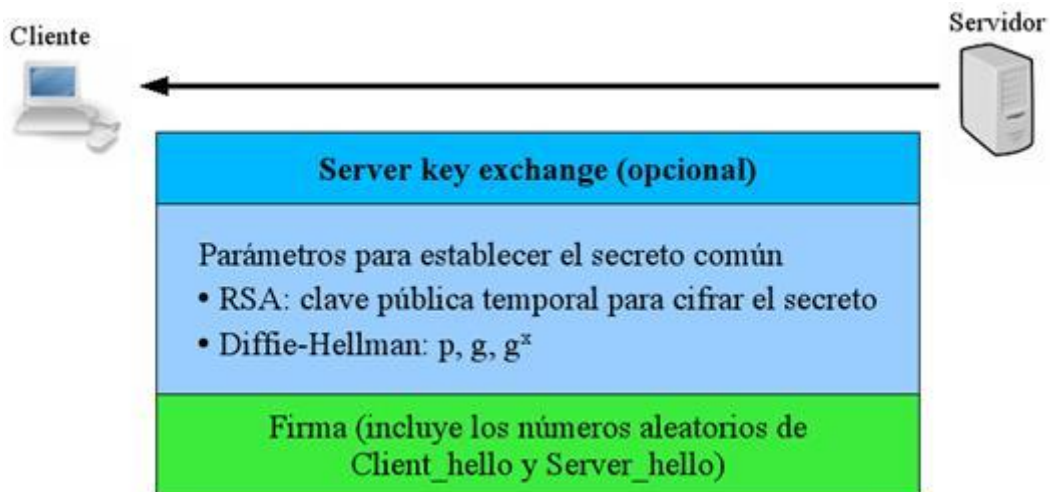 Cliente
Servidor
Server key exchange (opcional)
Parámetros para establecer el secreto común
• RSA: clave pública temporal para cifrar el secreto
• Diffie-Hellman: p, g, gˣ
Firma (incluye los números aleatorios de
Client_hello y Server_hello)